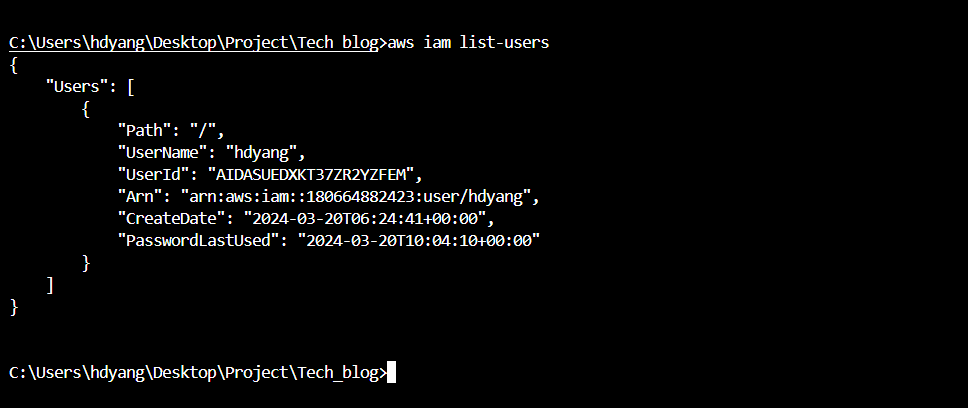 C:\Users\hdyang\Desktop\Project\Tech_blog>aws iam list-users
{
    "Users": [
        {
            "Path": "/",
            "UserName": "hdyang",
            "UserId": "AIDASUEDXKT37ZR2YZFEM",
            "Arn": "arn:aws:iam::180664882423:user/hdyang",
            "CreateDate": "2024-03-20T06:24:41+00:00",
            "PasswordLastUsed": "2024-03-20T10:04:10+00:00"
        }
    ]
}
C:\Users\hdyang\Desktop\Project\Tech_blog>